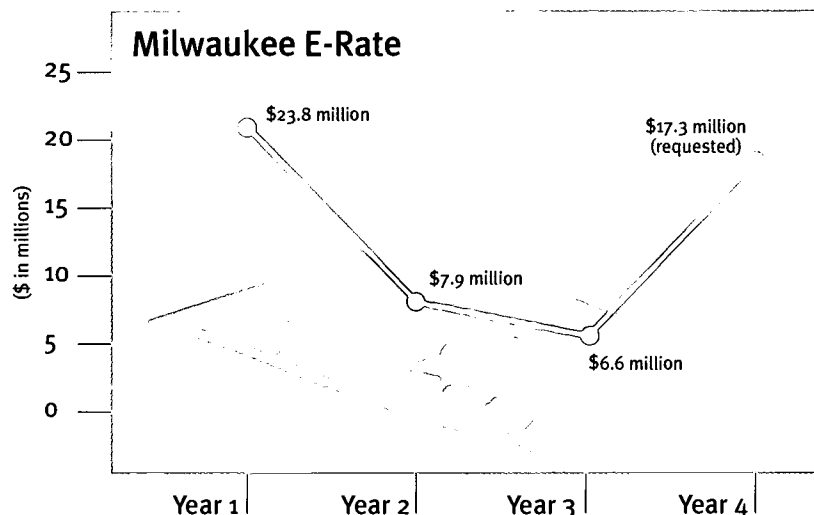 Milwaukee E-Rate
25
20
15
10
5
0
($ in millions)
$23.8 million
$7.9 million
$6.6 million
$17.3 million
(requested)
Year 1
Year 2
Year 3
Year 4